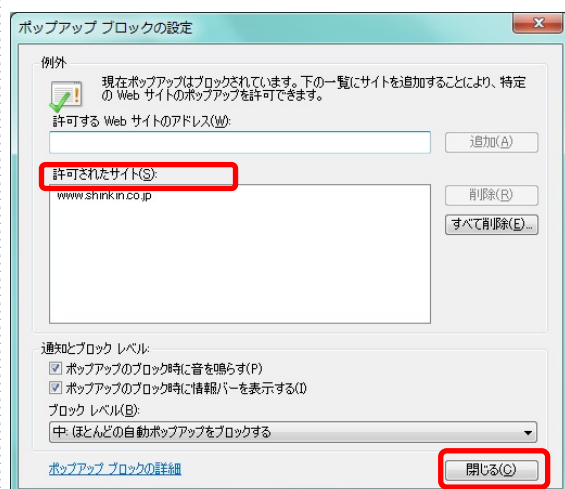 ポップアップ ブロックの設定
例外
現在ポップアップはブロックされています。下の一覧にサイトを追加することにより、特定
の Web サイトのポップアップを許可できます。
許可する Web サイトのアドレス(W):
追加(A)
許可されたサイト(S):
www.shinkin.co.jp
削除(R)
すべて削除(E)...
通知とブロック レベル:
ポップアップのブロック時に音を鳴らす(P)
ポップアップのブロック時に情報バーを表示する(I)
ブロック レベル(B):
中: ほとんどの自動ポップアップをブロックする
ポップアップ ブロックの詳細
閉じる(C)